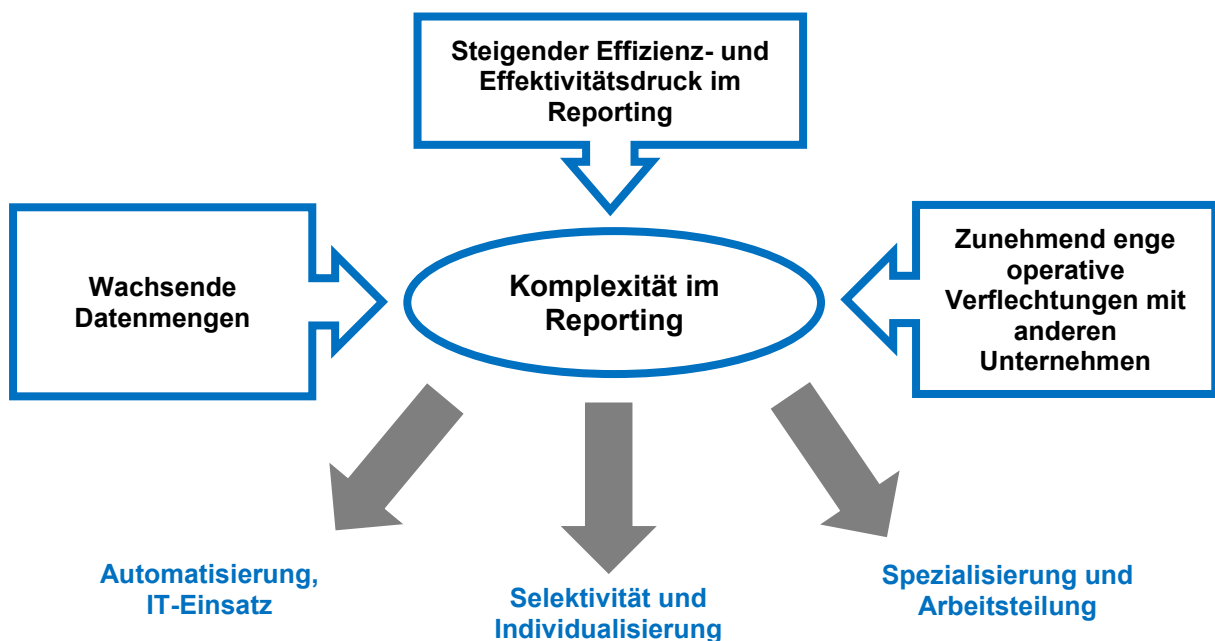 Steigender Effizienz- und
Effektivitätsdruck im
Reporting
Wachsende
Datenmengen
Komplexität im
Reporting
Zunehmend enge
operative
Verflechtungen mit
anderen
Unternehmen
Automatisierung,
IT-Einsatz
Selektivität und
Individualisierung
Spezialisierung und
Arbeitsteilung